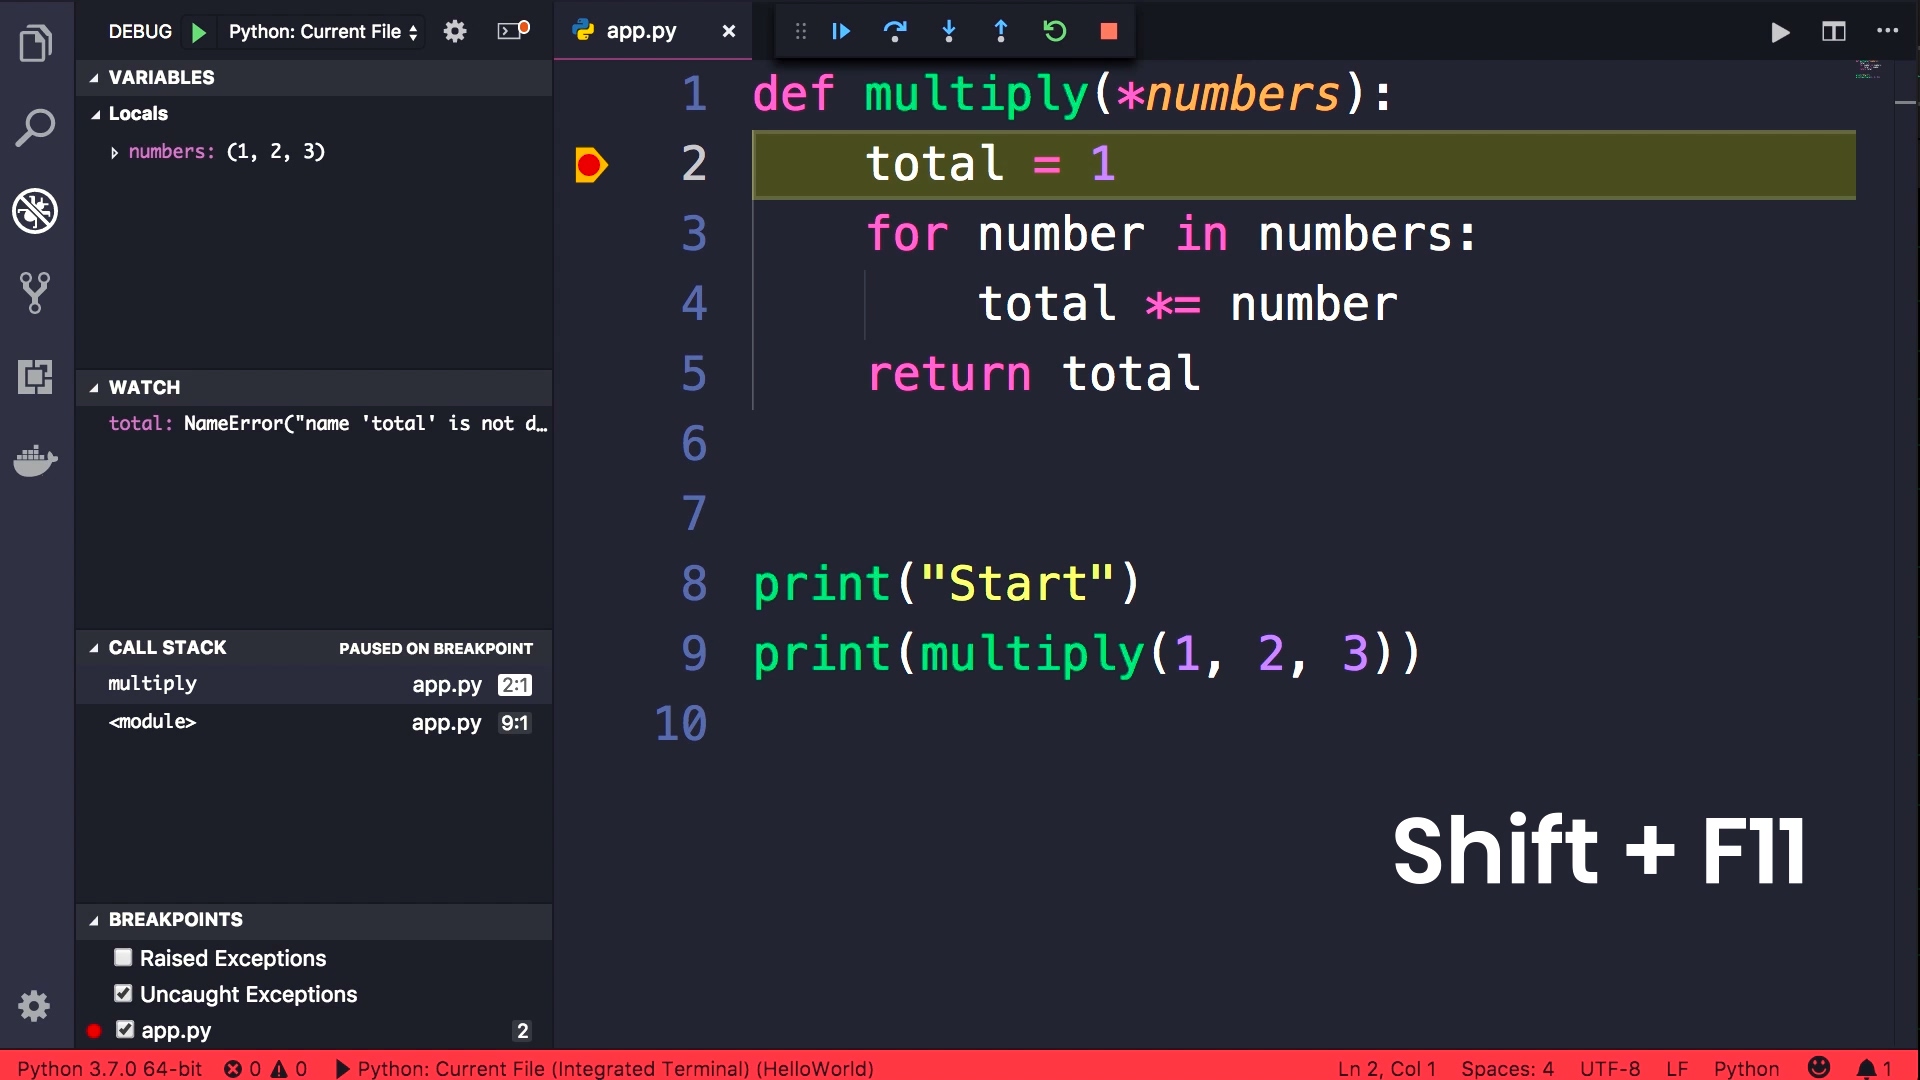 DEBUG Python: Current File
VARIABLES
Locals
numbers: (1, 2, 3)
WATCH
total: NameError("name 'total' is not d…
CALL STACK PAUSED ON BREAKPOINT
multiply app.py 2:1
<module> app.py 9:1
BREAKPOINTS
Raised Exceptions
Uncaught Exceptions
app.py 2
app.py
1 def multiply(*numbers):
2 total = 1
3 for number in numbers:
4 total *= number
5 return total
6
7
8 print("Start")
9 print(multiply(1, 2, 3))
10
Shift + F11
Python 3.7.0 64-bit 0 0 Python: Current File (Integrated Terminal) (HelloWorld) Ln 2, Col 1 Spaces: 4 UTF-8 LF Python 1